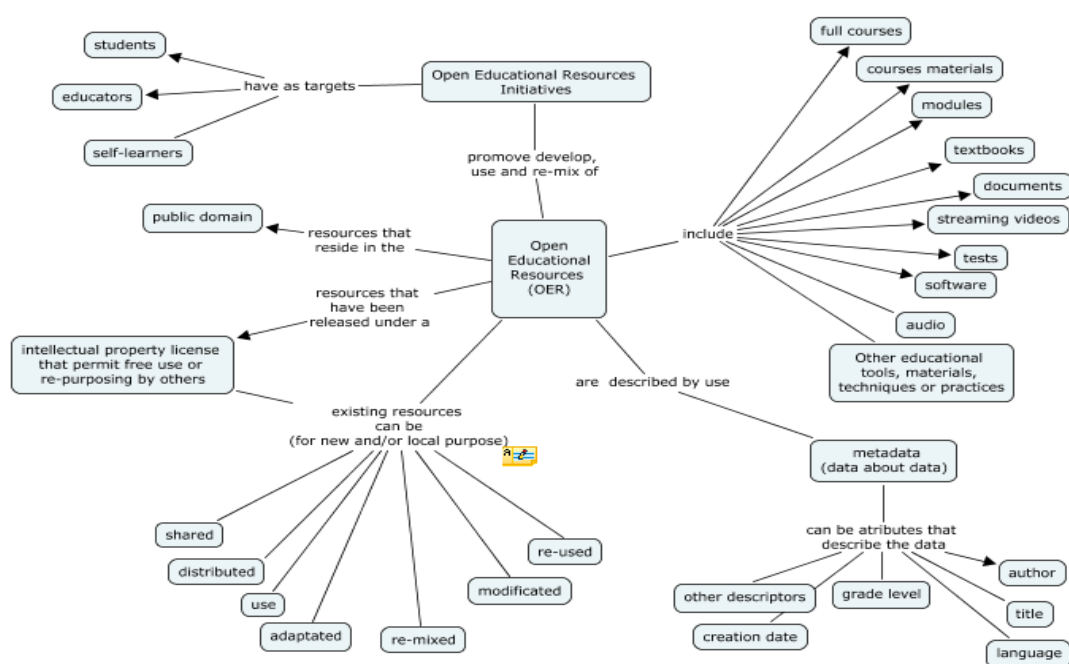 students
educators
self-learners
have as targets
Open Educational Resources
Initiatives
promove develop,
use and re-mix of
public domain
resources that
reside in the
Open
Educational
Resources
(OER)
resources that
have been
released under a
intellectual property license
that permit free use or
re-purposing by others
existing resources
can be
(for new and/or local purpose)
a
shared
distributed
use
adaptated
re-mixed
modificated
re-used
include
full courses
courses materials
modules
textbooks
documents
streaming videos
tests
software
audio
Other educational
tools, materials,
techniques or practices
are described by use
metadata
(data about data)
can be atributes that
describe the data
other descriptors
creation date
grade level
author
title
language